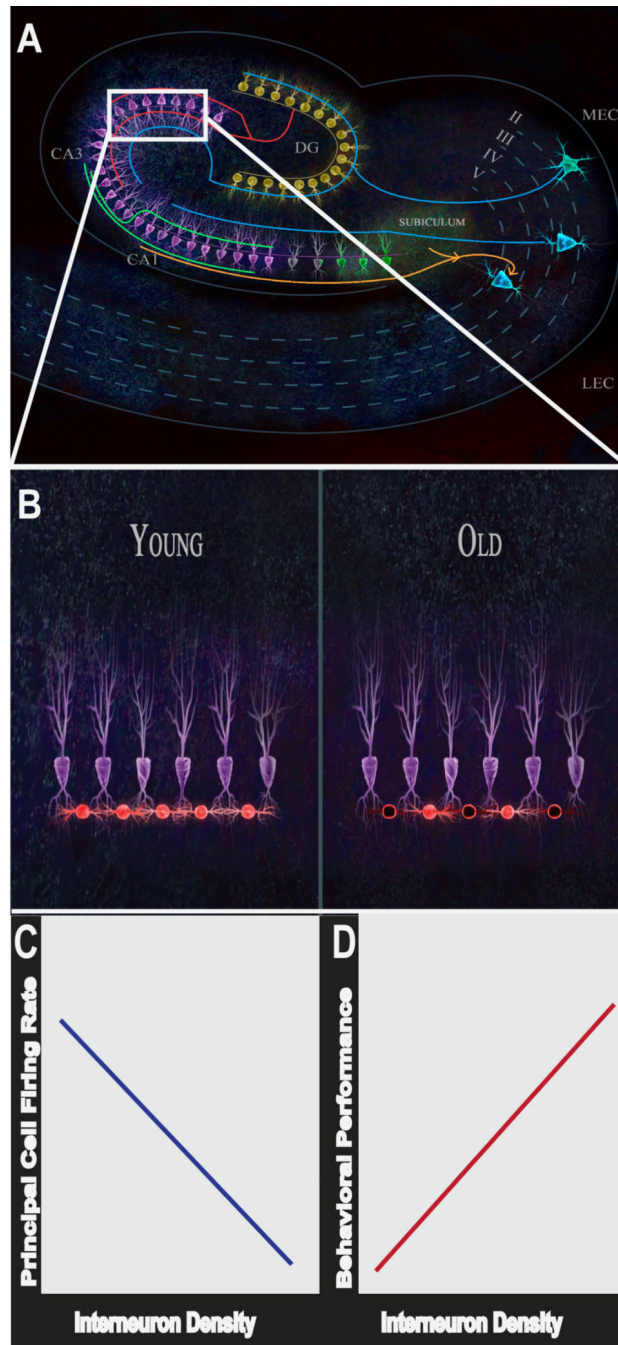 A
II
MEC
III
IV
V
DG
CA3
SUBICULUM
CA1
LEC
B
YOUNG
OLD
C
Principal Cell Firing Rate
Interneuron Density
D
Behavioral Performance
Interneuron Density